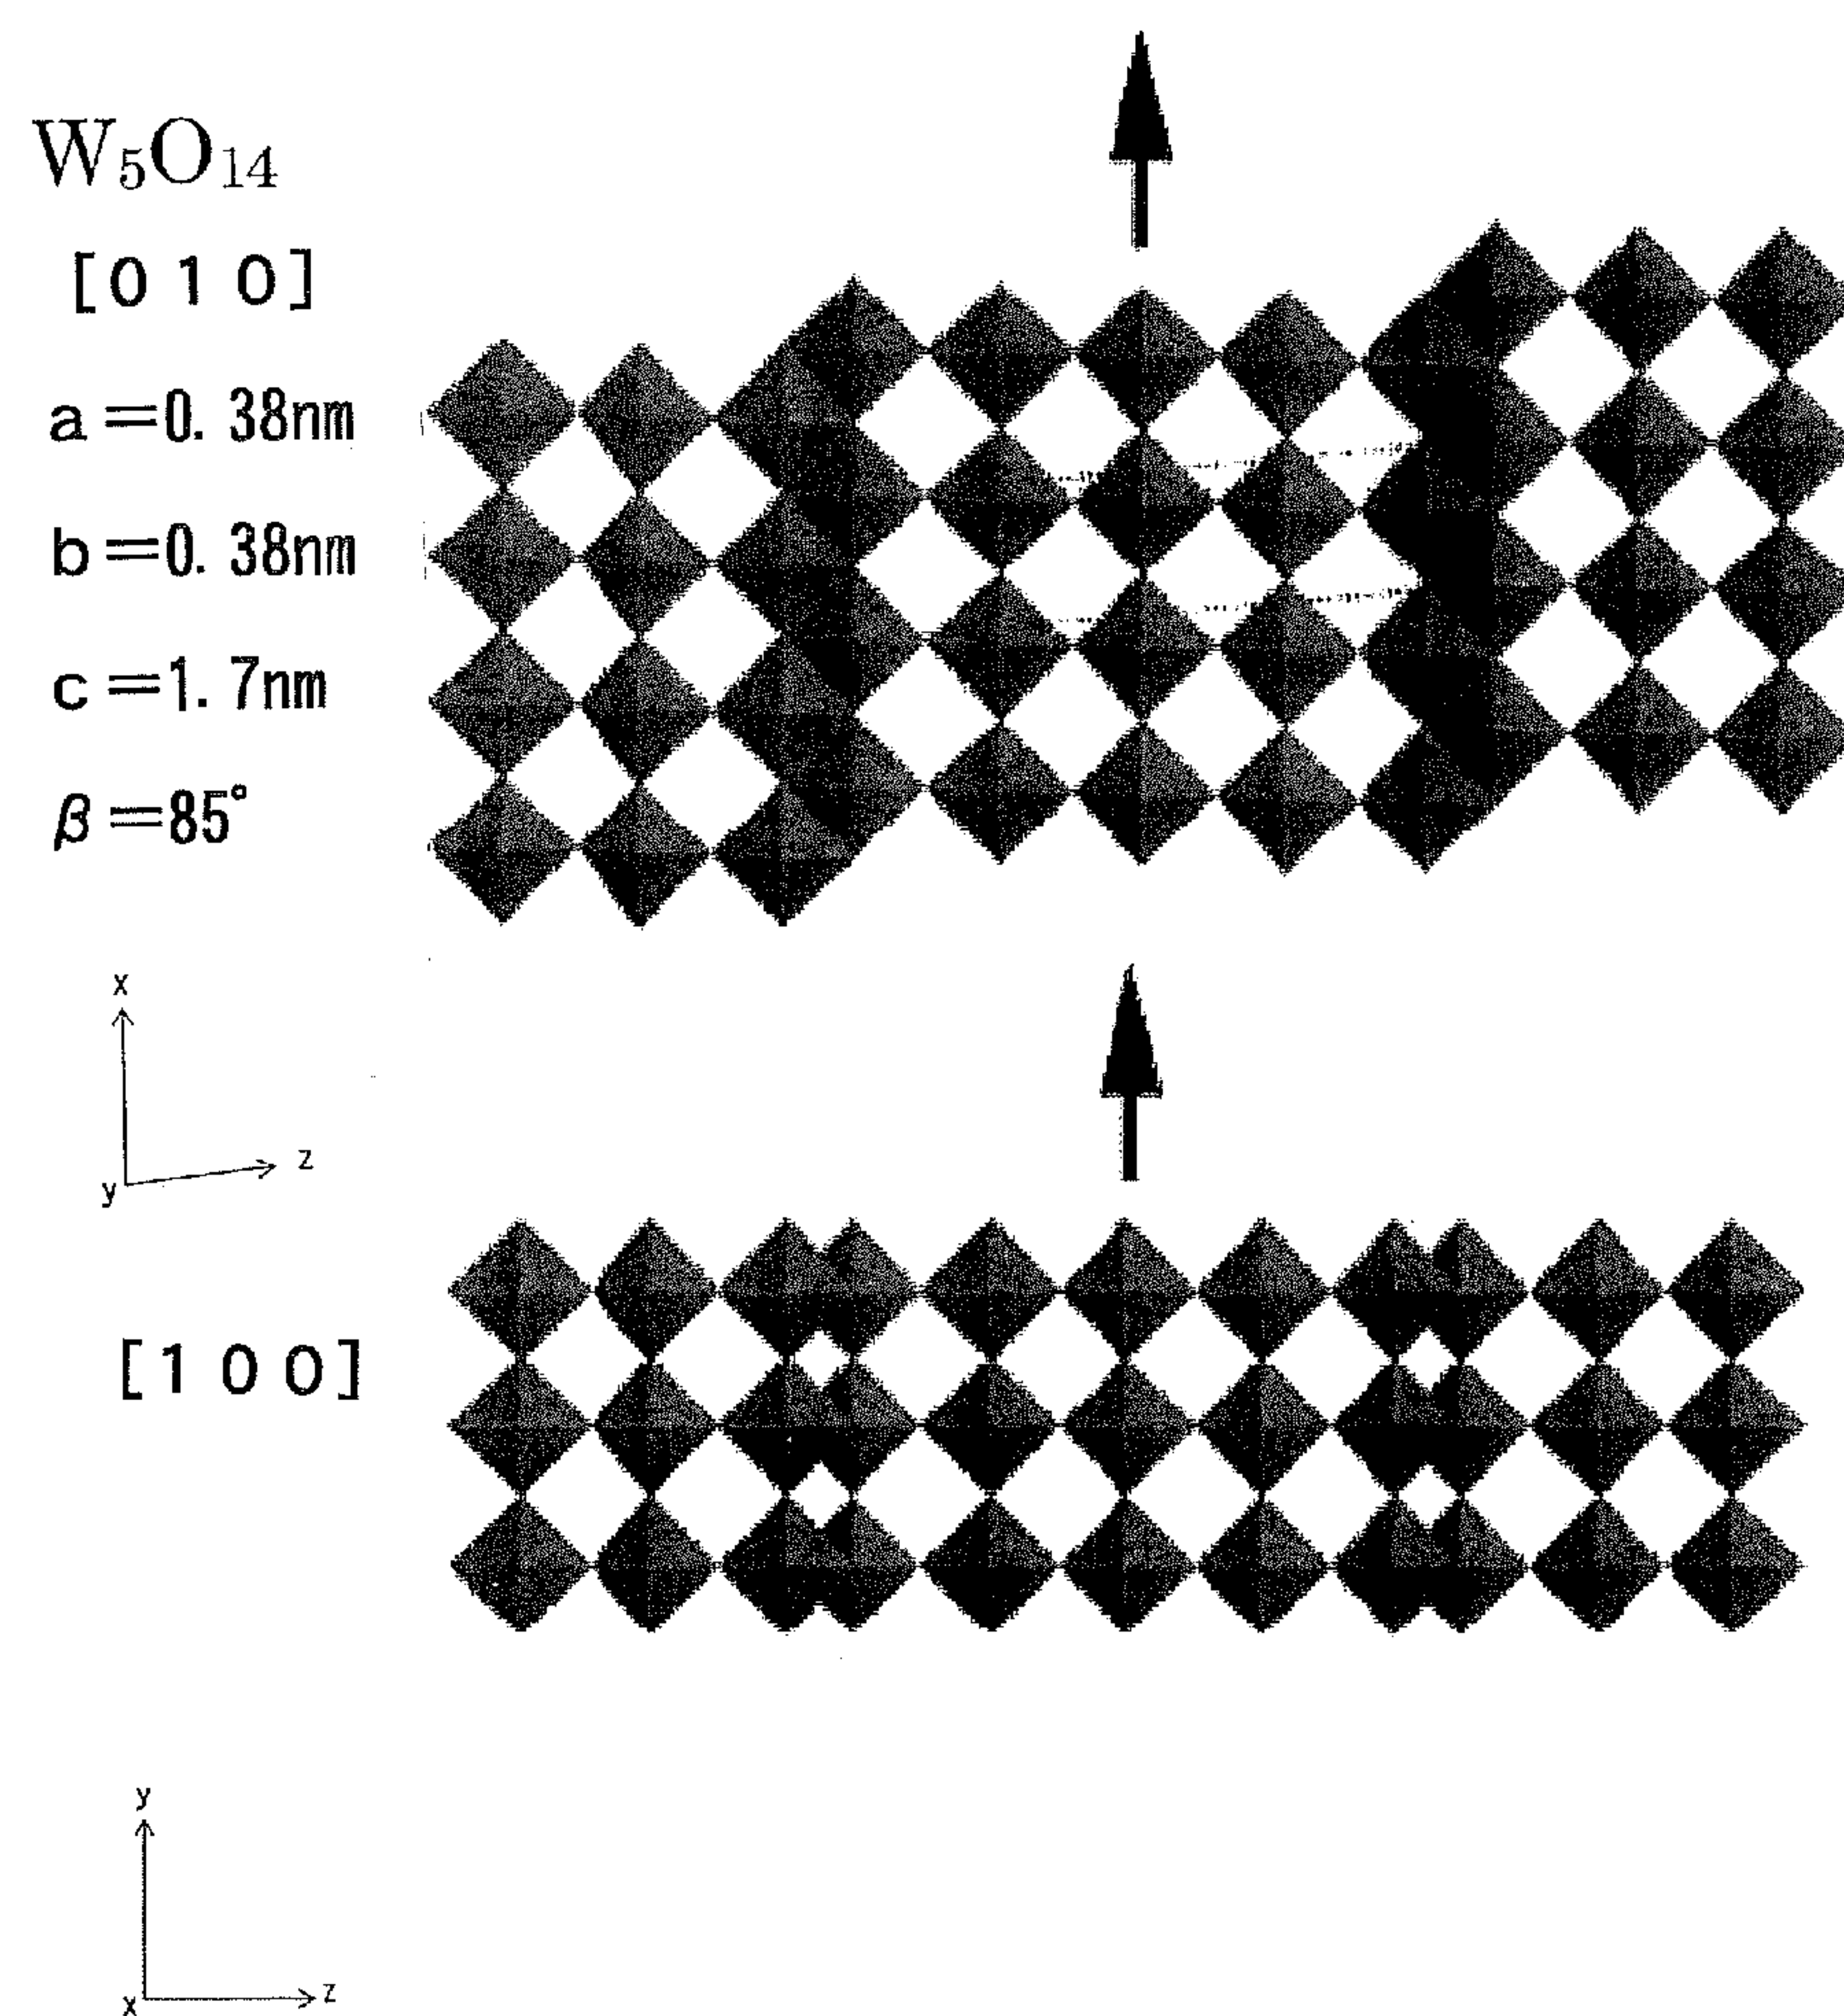 W₅O₁₄
[0 1 0]
a=0.38nm
b=0.38nm
c=1.7nm
β=85°
x
z
y
[1 0 0]
y
x
z